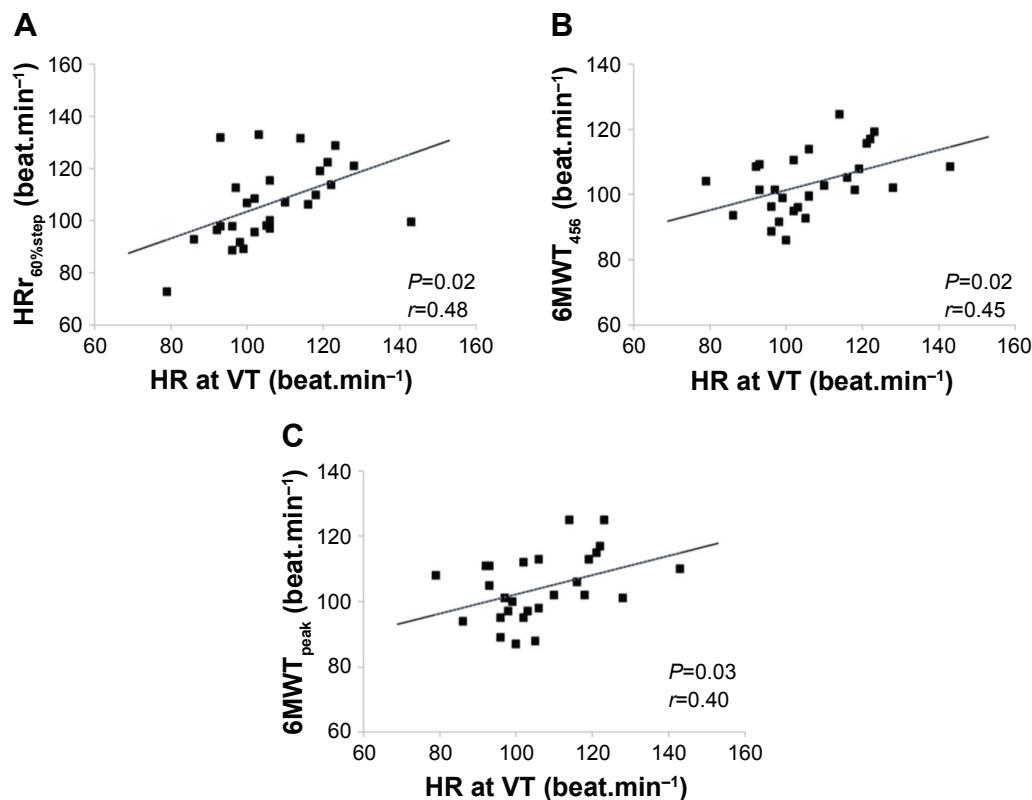 A
HRr60%step (beat.min⁻¹)
160
140
120
100
80
60
60 80 100 120 140 160
P=0.02
r=0.48
HR at VT (beat.min⁻¹)
B
6MWT456 (beat.min⁻¹)
140
120
100
80
60
60 80 100 120 140 160
P=0.02
r=0.45
HR at VT (beat.min⁻¹)
C
6MWTpeak (beat.min⁻¹)
140
120
100
80
60
60 80 100 120 140 160
P=0.03
r=0.40
HR at VT (beat.min⁻¹)